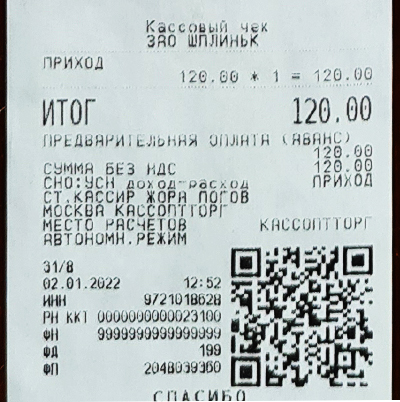 Кассовый чек
ЗАО ШПЛИНЬК
ПРИХОД
120.00 * 1 = 120.00
ИТОГ 120.00
ПРЕДВАРИТЕЛЬНАЯ ОПЛАТА (АВАНС)
120.00
СУММА БЕЗ НДС 120.00
СНО:УСН доход-расход ПРИХОД
СТ.КАССИР ЖОРА ПОГОВ
МОСКВА КАССОПТТОРГ
МЕСТО РАСЧЕТОВ КАССОПТТОРГ
АВТОНОМН.РЕЖИМ
31/8
02.01.2022 12:52
ИНН 9721018628
РН ККТ 0000000000023100
ФН 9999999999999999
ФД 199
ФП 2048039360
СПАСИБО